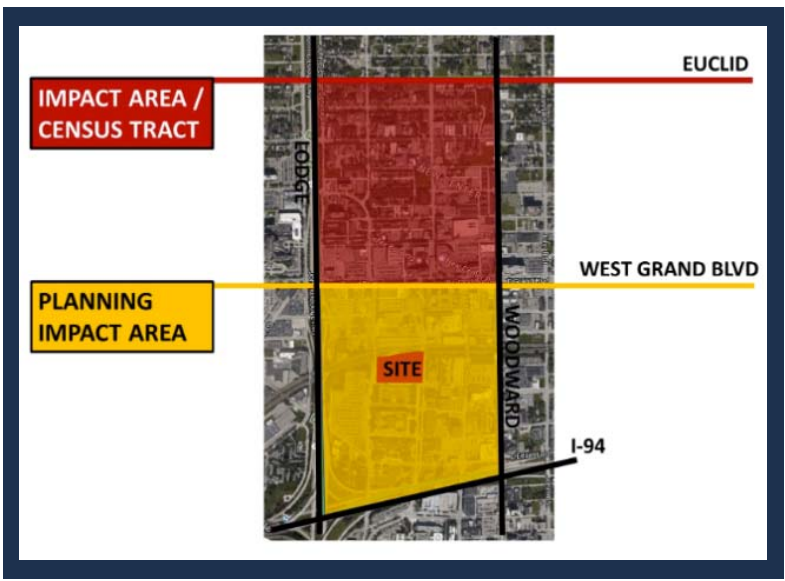 EUCLID
IMPACT AREA /
CENSUS TRACT
LODGE
WEST GRAND BLVD
PLANNING
IMPACT AREA
WOODWARD
SITE
I-94